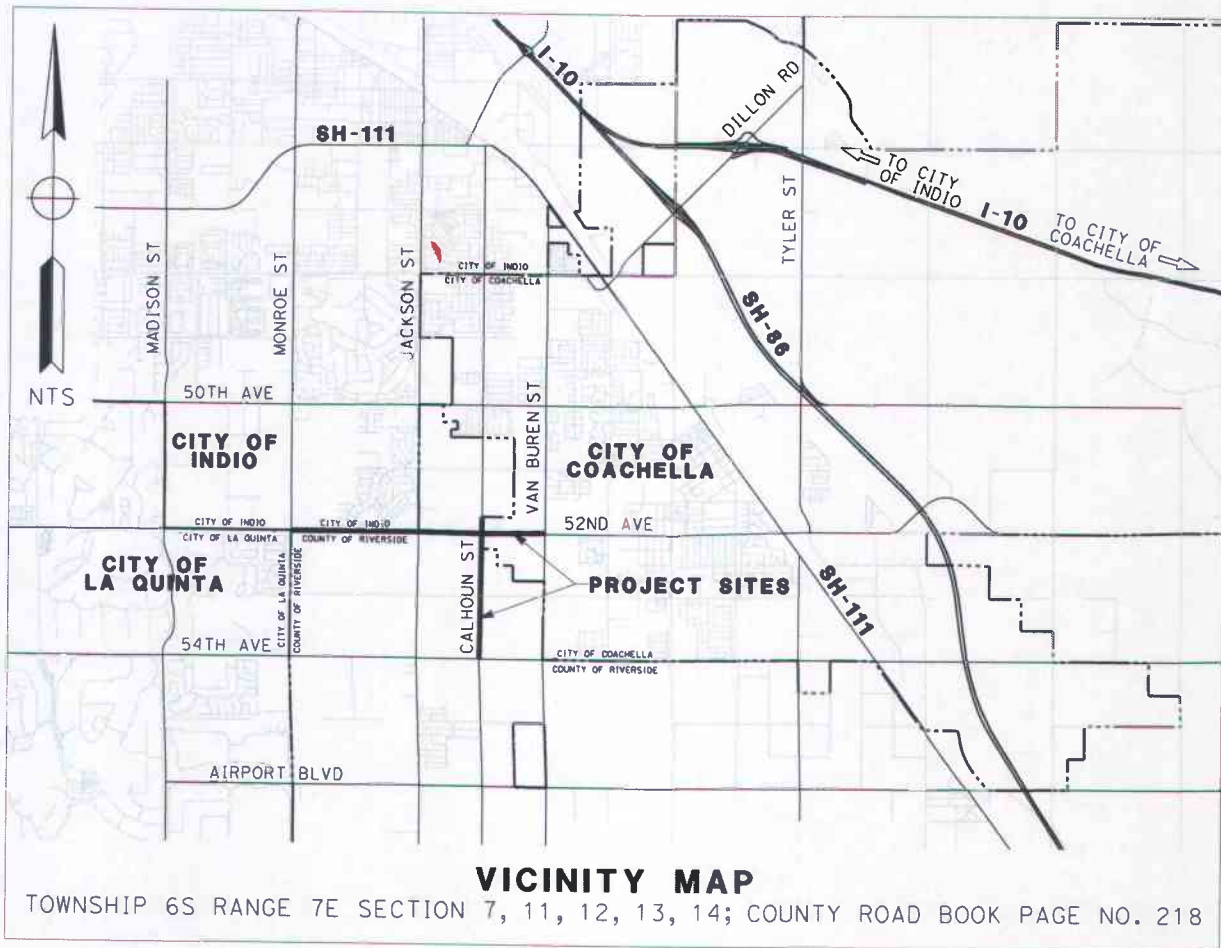 I-10
DILLON RD
SH-111
TO CITY
OF INDIO
I-10
TO CITY OF
COACHELLA
TYLER ST
MADISON ST
MONROE ST
JACKSON ST
CITY OF INDIO
CITY OF COACHELLA
SH-86
NTS
50TH AVE
VAN BUREN ST
CITY OF
INDIO
CITY OF
COACHELLA
CITY OF INDIO
CITY OF INDIO
52ND AVE
CITY OF LA QUINTA
COUNTY OF RIVERSIDE
CITY OF
LA QUINTA
CITY OF LA QUINTA
COUNTY OF RIVERSIDE
CALHOUN ST
PROJECT SITES
SH-111
54TH AVE
CITY OF COACHELLA
COUNTY OF RIVERSIDE
AIRPORT BLVD
VICINITY MAP
TOWNSHIP 6S RANGE 7E SECTION 7, 11, 12, 13, 14; COUNTY ROAD BOOK PAGE NO. 218